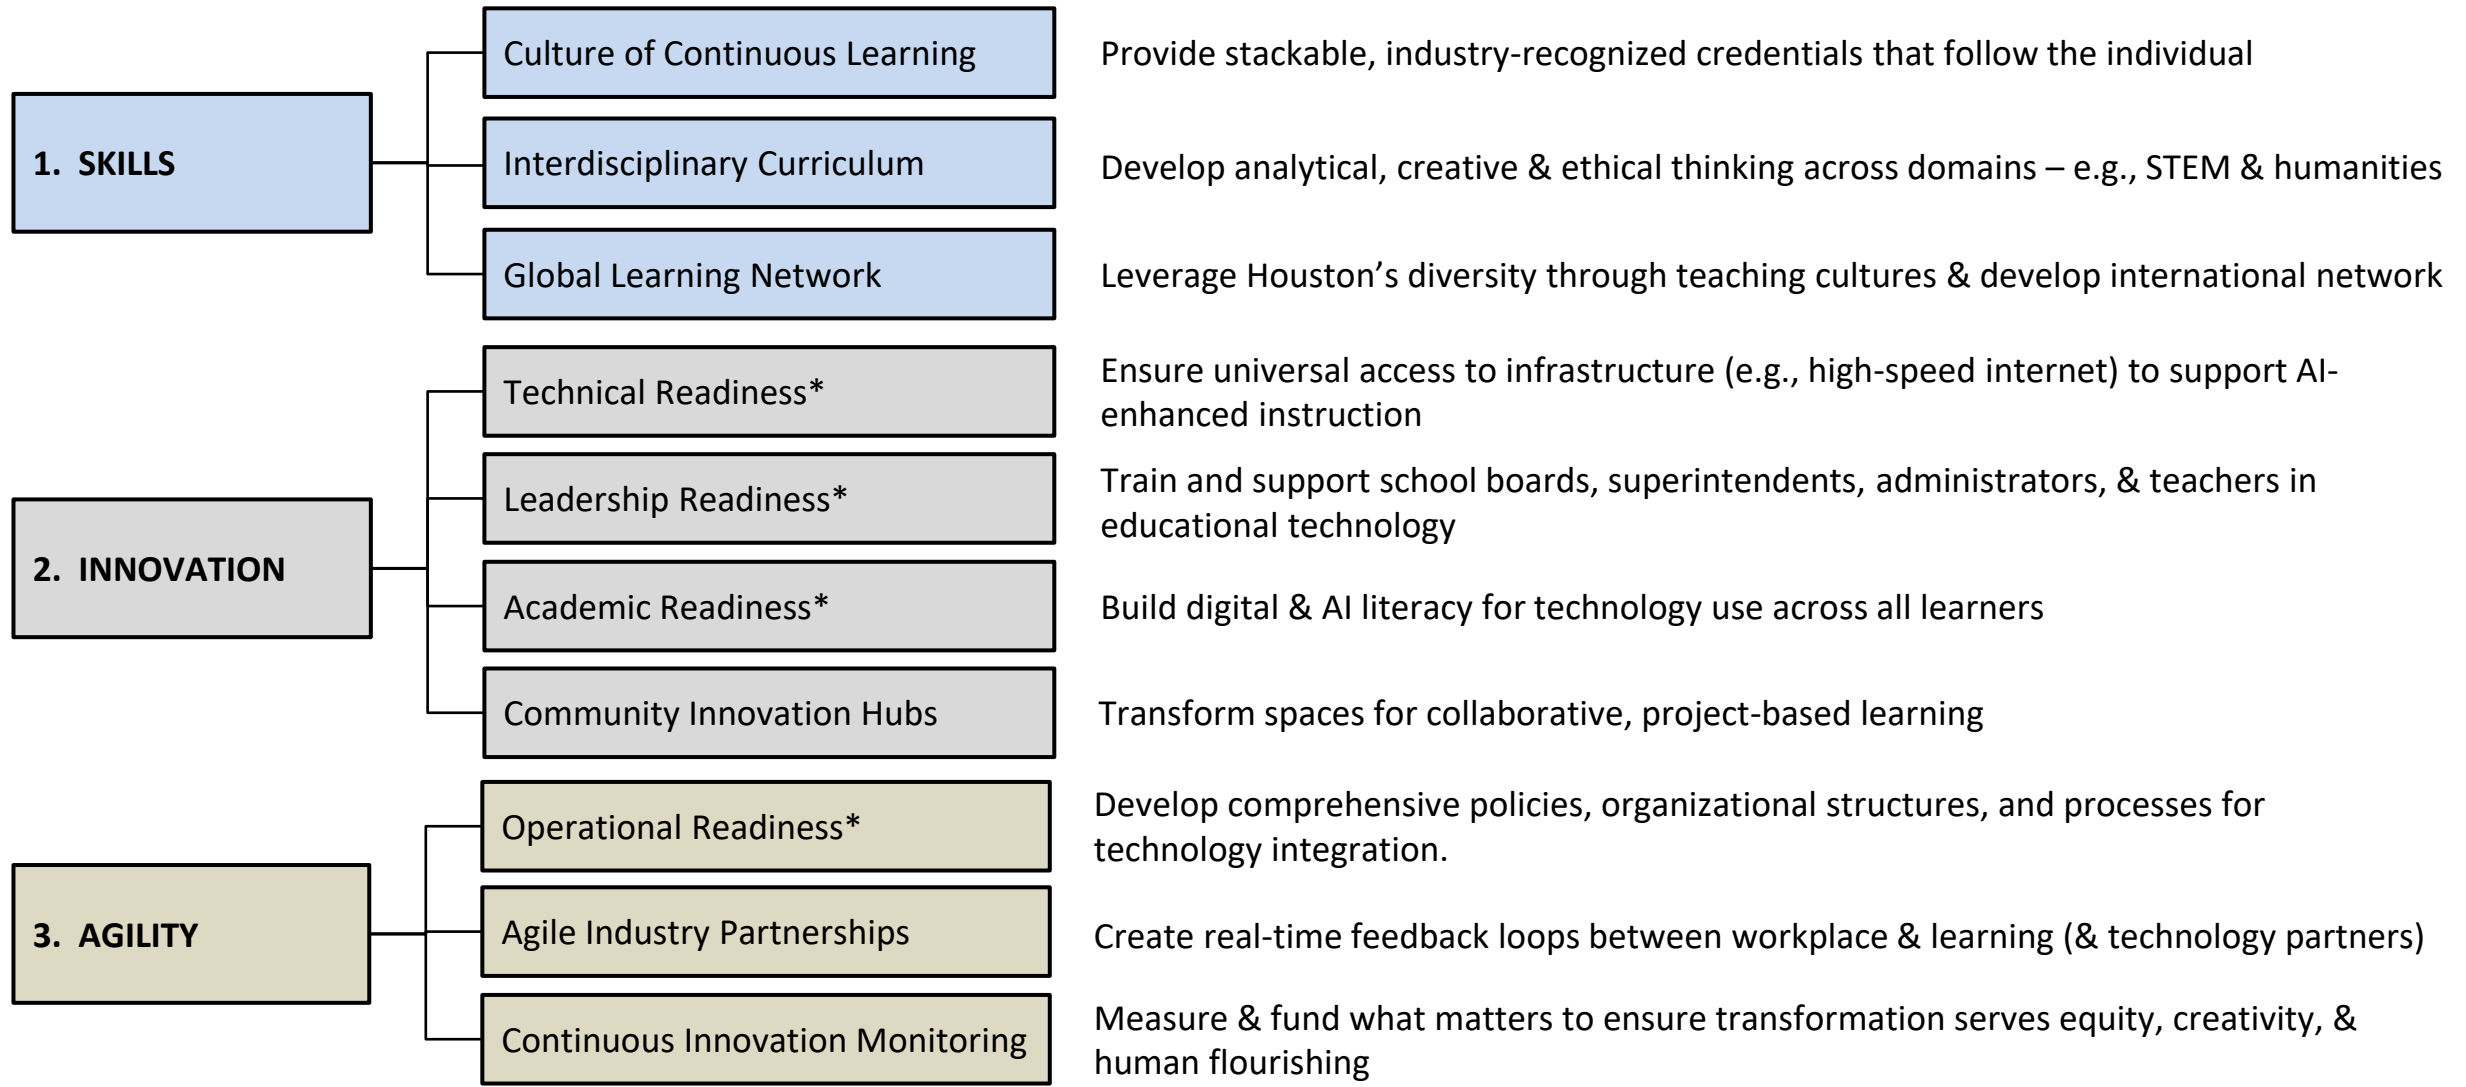 1. SKILLS
Culture of Continuous Learning
Provide stackable, industry-recognized credentials that follow the individual
Interdisciplinary Curriculum
Develop analytical, creative & ethical thinking across domains – e.g., STEM & humanities
Global Learning Network
Leverage Houston’s diversity through teaching cultures & develop international network
2. INNOVATION
Technical Readiness*
Ensure universal access to infrastructure (e.g., high-speed internet) to support AI-
enhanced instruction
Leadership Readiness*
Train and support school boards, superintendents, administrators, & teachers in
educational technology
Academic Readiness*
Build digital & AI literacy for technology use across all learners
Community Innovation Hubs
Transform spaces for collaborative, project-based learning
3. AGILITY
Operational Readiness*
Develop comprehensive policies, organizational structures, and processes for
technology integration.
Agile Industry Partnerships
Create real-time feedback loops between workplace & learning (& technology partners)
Continuous Innovation Monitoring
Measure & fund what matters to ensure transformation serves equity, creativity, &
human flourishing